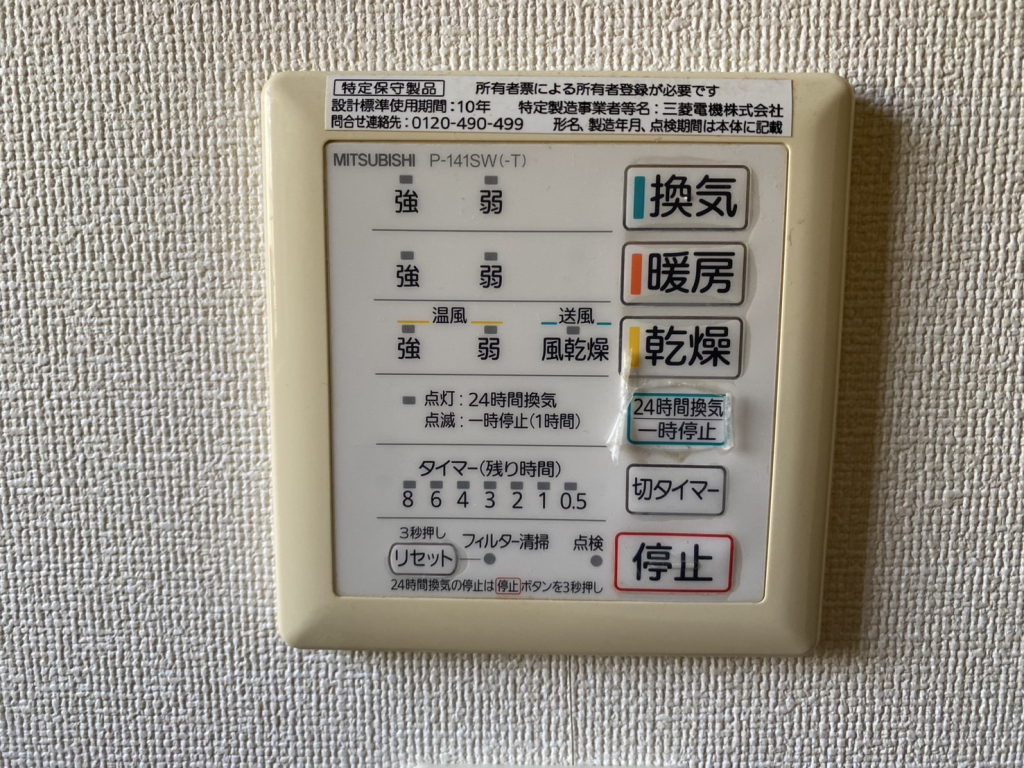 特定保守製品 所有者票による所有者登録が必要です
設計標準使用期間：10年 特定製造事業者等名：三菱電機株式会社
問合せ連絡先：0120-490-499 形名、製造年月、点検期間は本体に記載
MITSUBISHI P-141SW(-T)
強 弱 換気
強 弱 暖房
温風 送風
強 弱 風乾燥 乾燥
点灯：24時間換気
点滅：一時停止(1時間)
24時間換気
一時停止
タイマー(残り時間)
8 6 4 3 2 1 0.5
切タイマー
3秒押し
リセット フィルター清掃 点検
停止
24時間換気の停止は停止ボタンを3秒押し